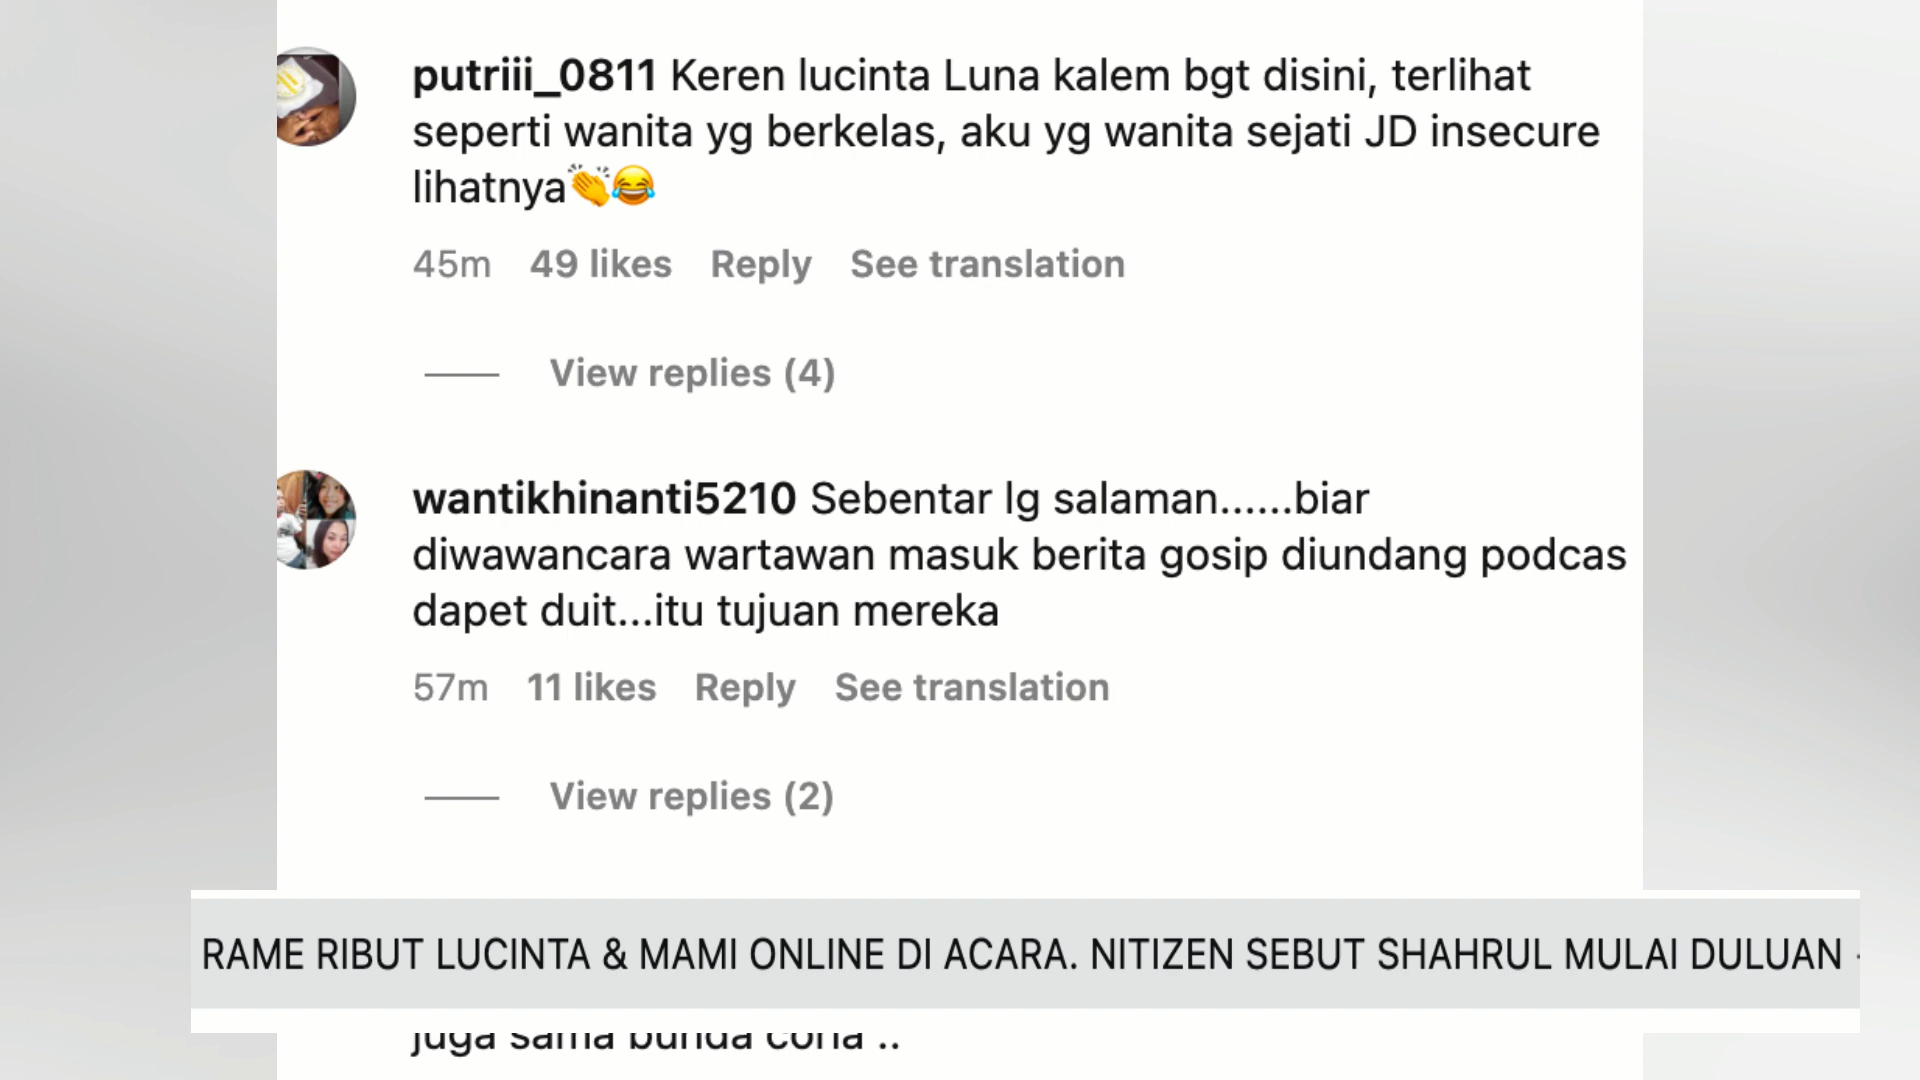 putriii_0811 Keren lucinta Luna kalem bgt disini, terlihat
seperti wanita yg berkelas, aku yg wanita sejati JD insecure
lihatnya👏😂
45m 49 likes Reply See translation
View replies (4)
wantikhinanti5210 Sebentar lg salaman......biar
diwawancara wartawan masuk berita gosip diundang podcas
dapet duit...itu tujuan mereka
57m 11 likes Reply See translation
View replies (2)
RAME RIBUT LUCINTA & MAMI ONLINE DI ACARA. NITIZEN SEBUT SHAHRUL MULAI DULUAN
juga sama bunda